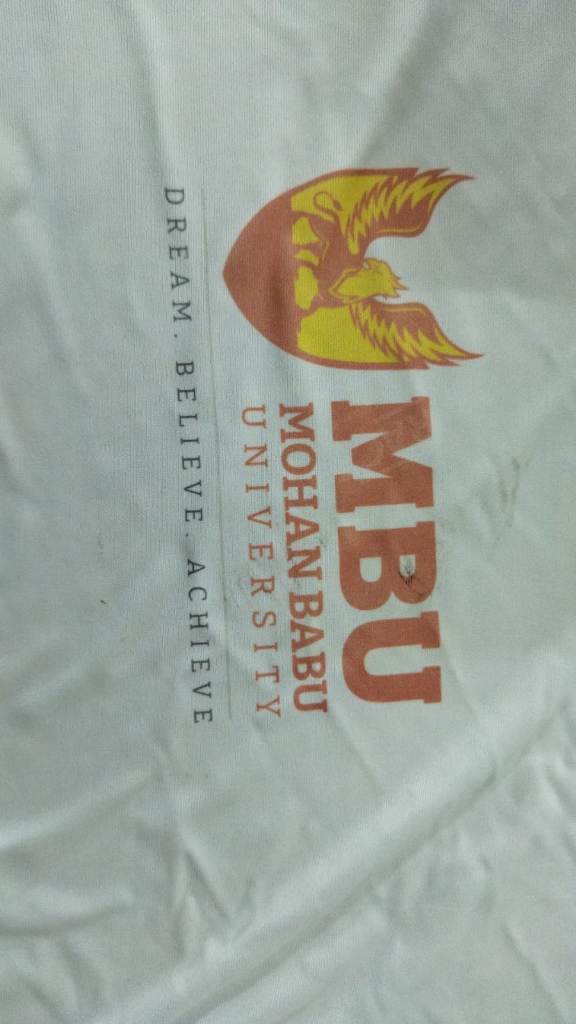 MBU
MOHAN BABU
UNIVERSITY
DREAM. BELIEVE. ACHIEVE